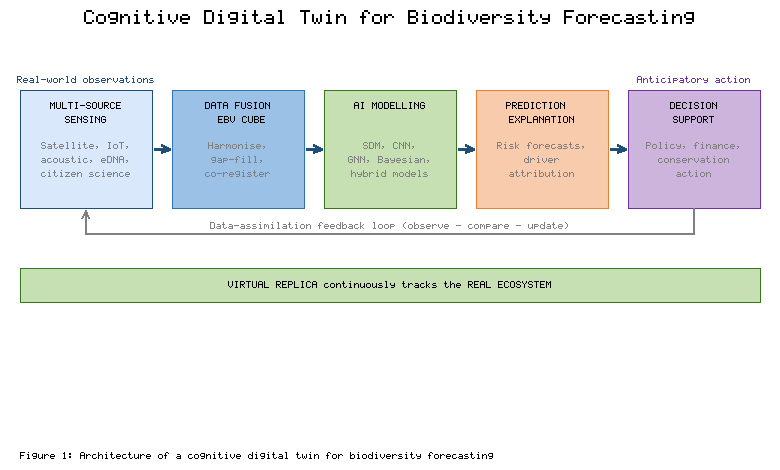 Cognitive Digital Twin for Biodiversity Forecasting
Real-world observations
Anticipatory action
MULTI-SOURCE
SENSING
Satellite, IoT,
acoustic, eDNA,
citizen science
DATA FUSION
EBV CUBE
Harmonise,
gap-fill,
co-register
AI MODELLING
SDM, CNN,
GNN, Bayesian,
hybrid models
PREDICTION
EXPLANATION
Risk forecasts,
driver
attribution
DECISION
SUPPORT
Policy, finance,
conservation
action
Data-assimilation feedback loop (observe - compare - update)
VIRTUAL REPLICA continuously tracks the REAL ECOSYSTEM
Figure 1: Architecture of a cognitive digital twin for biodiversity forecasting